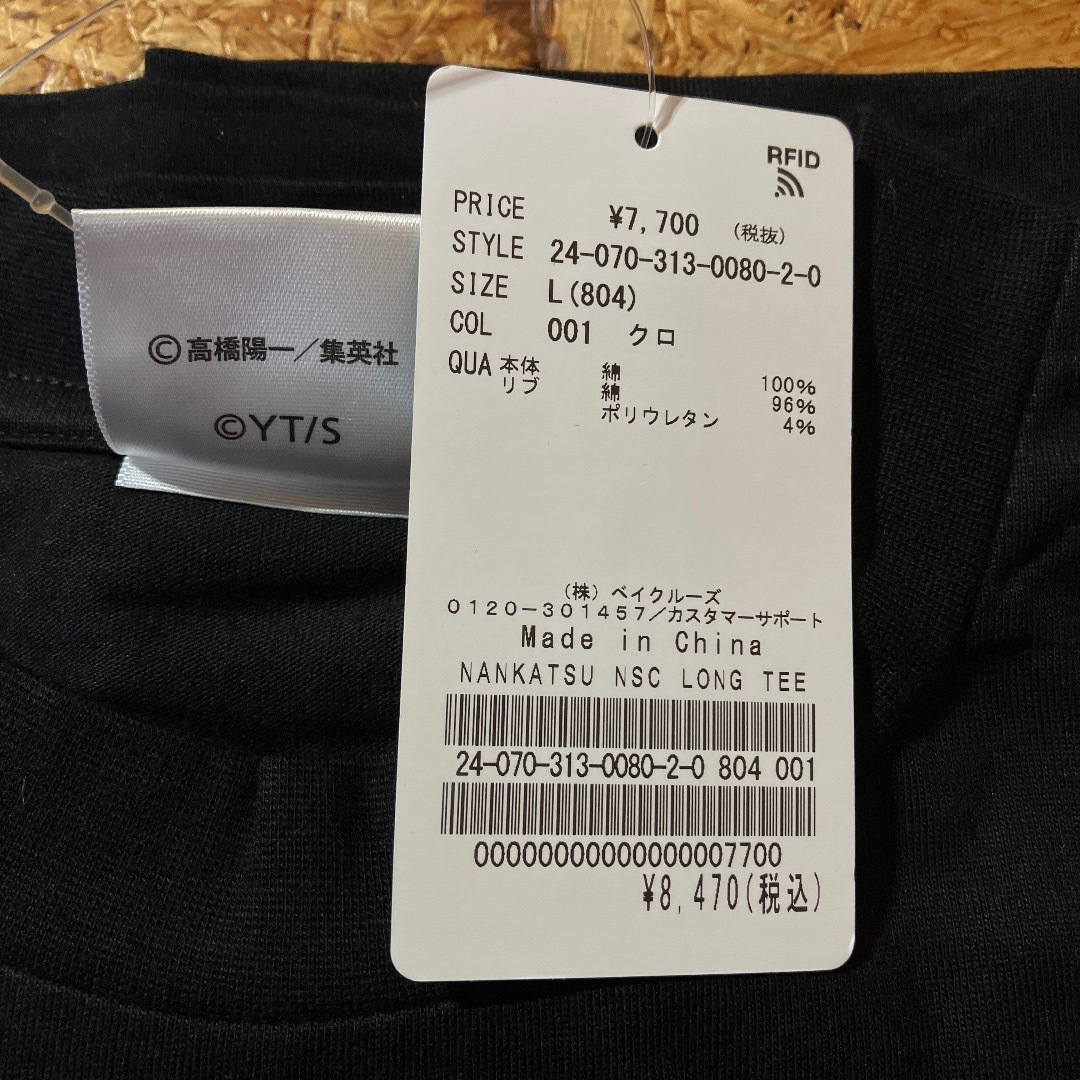 ©高橋陽一／集英社
©YT/S
RFID
PRICE ¥7,700 (税抜)
STYLE 24-070-313-0080-2-0
SIZE L(804)
COL 001 クロ
QUA 本体 綿 100%
リブ 綿 96%
ポリウレタン 4%
(株)ベイクルーズ
0120-301457/カスタマーサポート
Made in China
NANKATSU NSC LONG TEE
24-070-313-0080-2-0 804 001
00000000000000007700
¥8,470(税込)